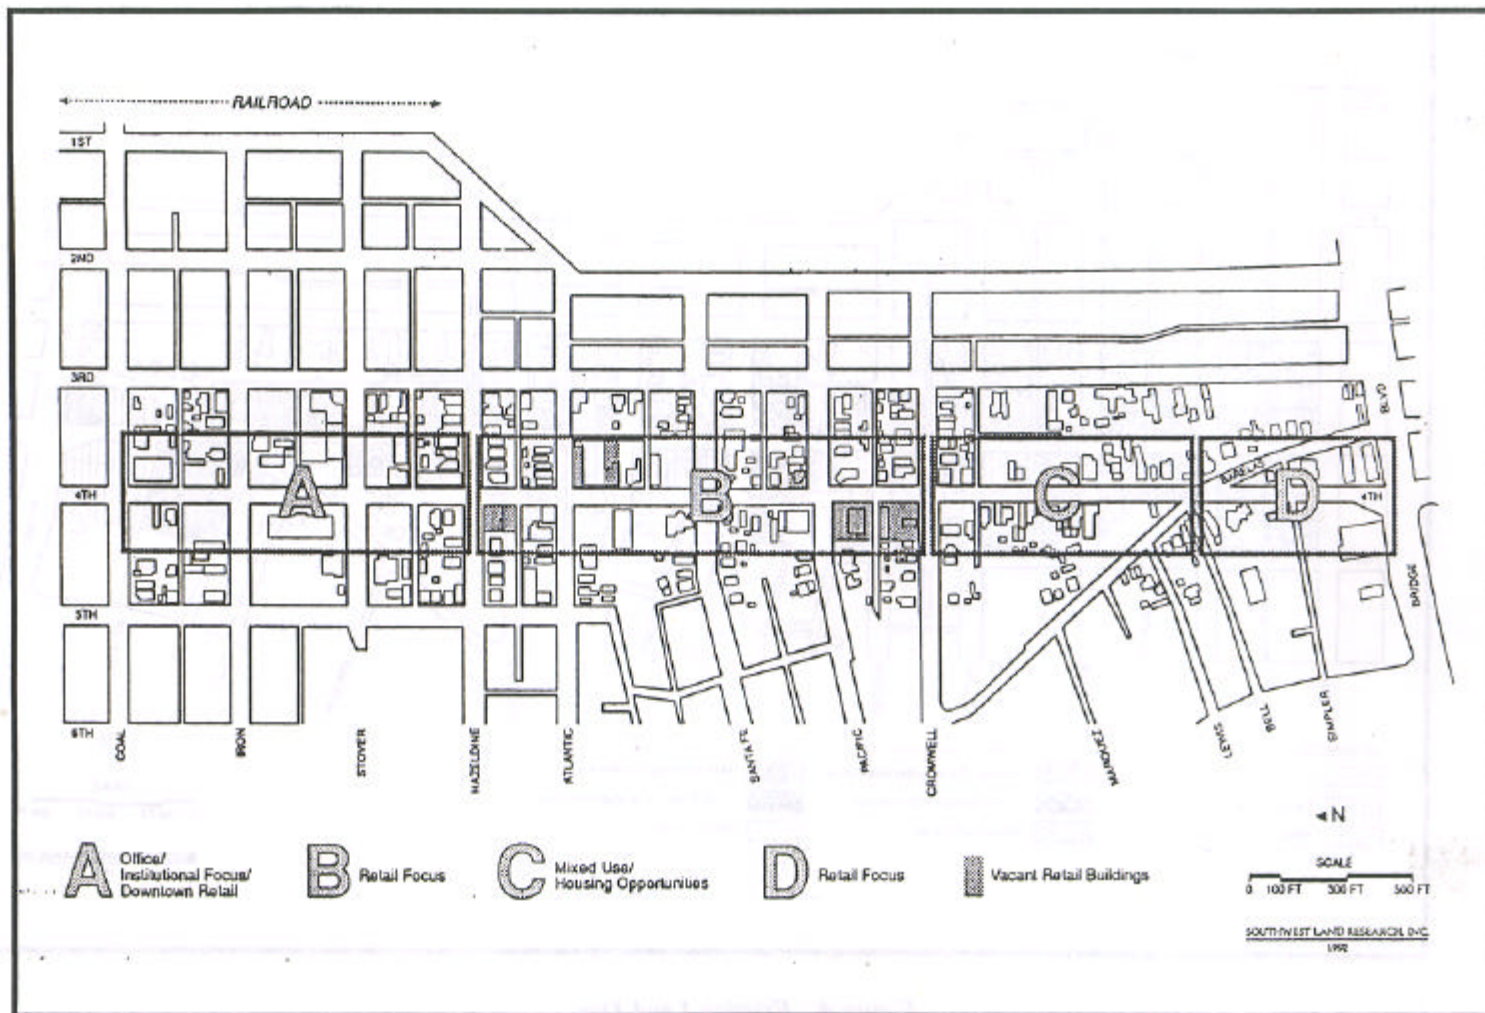 RAILROAD
1ST
2ND
3RD
4TH
5TH
6TH
A
B
C
D
BARELAS
4TH
BLVD
BRIDGE
COAL
IRON
STOVER
HAZELDINE
ATLANTIC
SANTA FE
PACIFIC
CROMWELL
MARQUEZ
LEWIS
BELL
SIMPIER
N
A Office/
Institutional Focus/
Downtown Retail
B Retail Focus
C Mixed Use/
Housing Opportunities
D Retail Focus
Vacant Retail Buildings
SCALE
0 100 FT 300 FT 500 FT
SOUTHWEST LAND RESEARCH, INC.
1992